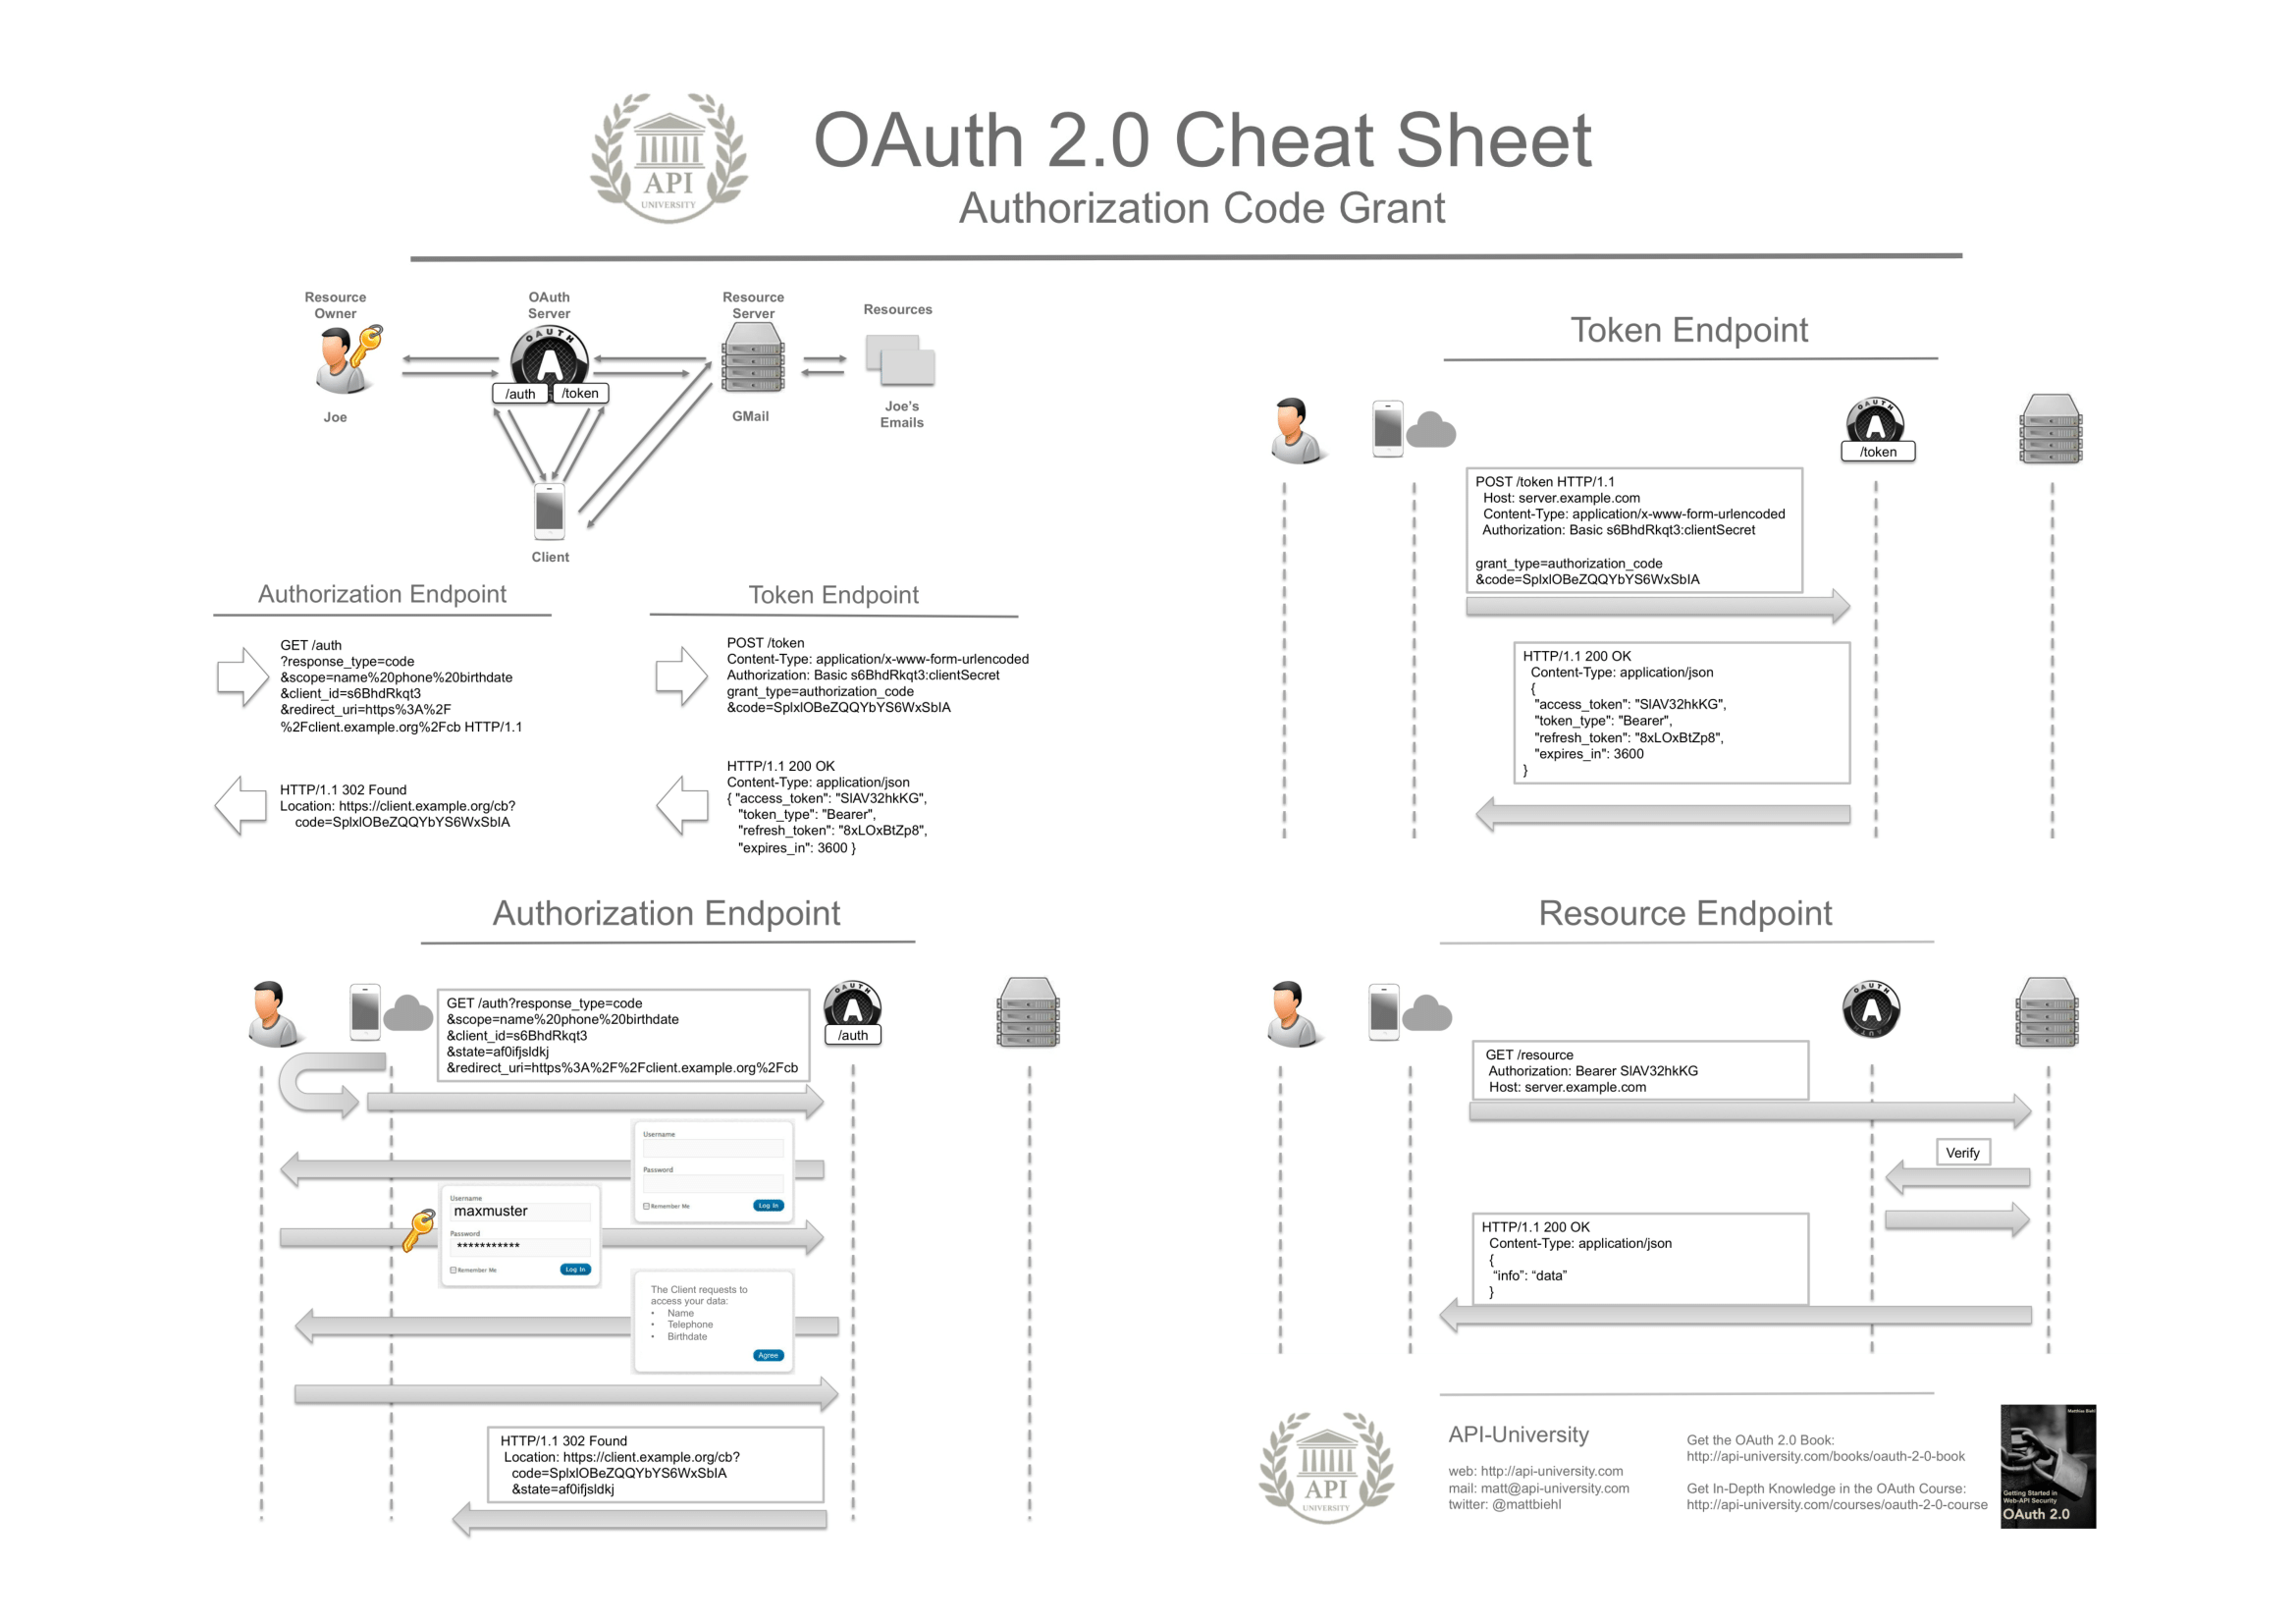 API
UNIVERSITY
OAuth 2.0 Cheat Sheet
Authorization Code Grant
Resource
Owner
OAuth
Server
Resource
Server
Resources
OAUTH
A
/auth
/token
Joe
GMail
Joe's
Emails
Client
Authorization Endpoint
GET /auth
?response_type=code
&scope=name%20phone%20birthdate
&client_id=s6BhdRkqt3
&redirect_uri=https%3A%2F
%2Fclient.example.org%2Fcb HTTP/1.1
HTTP/1.1 302 Found
Location: https://client.example.org/cb?
code=SplxlOBeZQQYbYS6WxSbIA
Token Endpoint
POST /token
Content-Type: application/x-www-form-urlencoded
Authorization: Basic s6BhdRkqt3:clientSecret
grant_type=authorization_code
&code=SplxlOBeZQQYbYS6WxSbIA
HTTP/1.1 200 OK
Content-Type: application/json
{ "access_token": "SlAV32hkKG",
"token_type": "Bearer",
"refresh_token": "8xLOxBtZp8",
"expires_in": 3600 }
Token Endpoint
OAUTH
A
/token
POST /token HTTP/1.1
Host: server.example.com
Content-Type: application/x-www-form-urlencoded
Authorization: Basic s6BhdRkqt3:clientSecret
grant_type=authorization_code
&code=SplxlOBeZQQYbYS6WxSbIA
HTTP/1.1 200 OK
Content-Type: application/json
{
"access_token": "SlAV32hkKG",
"token_type": "Bearer",
"refresh_token": "8xLOxBtZp8",
"expires_in": 3600
}
Authorization Endpoint
GET /auth?response_type=code
&scope=name%20phone%20birthdate
&client_id=s6BhdRkqt3
&state=af0ifjsldkj
&redirect_uri=https%3A%2F%2Fclient.example.org%2Fcb
OAUTH
A
/auth
Username
Password
Remember Me
Log In
Username
maxmuster
Password
***********
Remember Me
Log In
The Client requests to
access your data:
• Name
• Telephone
• Birthdate
Agree
HTTP/1.1 302 Found
Location: https://client.example.org/cb?
code=SplxlOBeZQQYbYS6WxSbIA
&state=af0ifjsldkj
Resource Endpoint
OAUTH
A
GET /resource
Authorization: Bearer SlAV32hkKG
Host: server.example.com
Verify
HTTP/1.1 200 OK
Content-Type: application/json
{
“info”: “data”
}
API
UNIVERSITY
API-University
web: http://api-university.com
mail: matt@api-university.com
twitter: @mattbiehl
Get the OAuth 2.0 Book:
http://api-university.com/books/oauth-2-0-book
Get In-Depth Knowledge in the OAuth Course:
http://api-university.com/courses/oauth-2-0-course
Matthias Biehl
Getting Started in
Web-API Security
OAuth 2.0